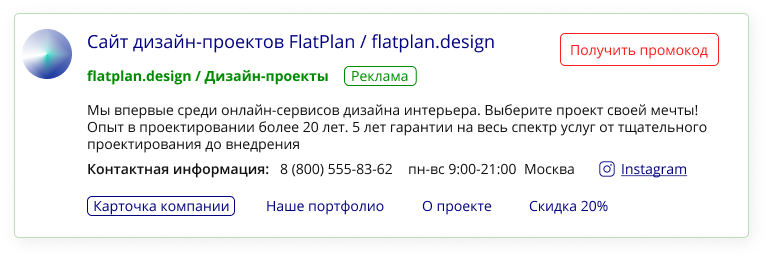 Сайт дизайн-проектов FlatPlan / flatplan.design
Получить промокод
flatplan.design / Дизайн-проекты Реклама
Мы впервые среди онлайн-сервисов дизайна интерьера. Выберите проект своей мечты!
Опыт в проектировании более 20 лет. 5 лет гарантии на весь спектр услуг от тщательного
проектирования до внедрения
Контактная информация: 8 (800) 555-83-62 пн-вс 9:00-21:00 Москва Instagram
Карточка компании Наше портфолио О проекте Скидка 20%